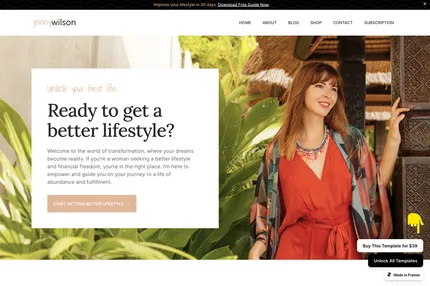 Improve your lifestyle in 30 days. Download Free Guide Now.
jennywilson
HOME ABOUT BLOG SHOP CONTACT SUBSCRIPTION
Unlock your best life
Ready to get a
better lifestyle?
Welcome to the world of transformation, where your dreams
become reality. If you're a woman seeking a better lifestyle
and financial freedom, you're in the right place. I'm here to
empower and guide you on your journey to a life of
abundance and fulfillment.
START GETTING BETTER LIFESTYLE
Buy This Template for $39
Unlock All Templates
Made in Framer